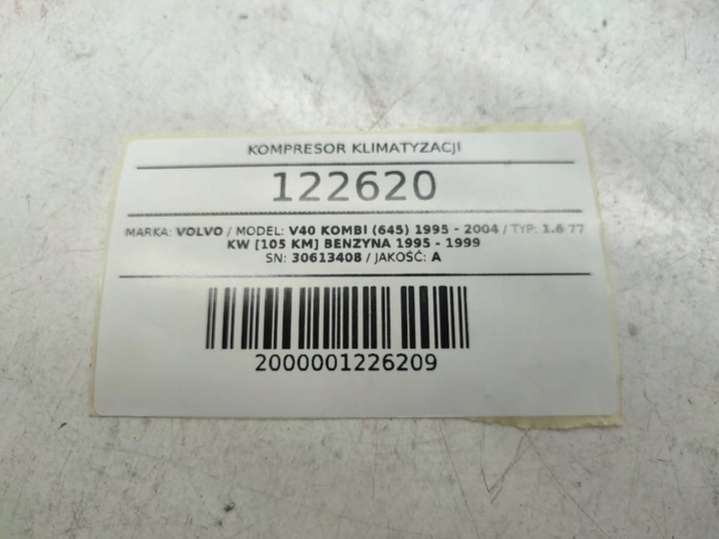 KOMPRESOR KLIMATYZACJI
122620
MARKA: VOLVO / MODEL: V40 KOMBI (645) 1995 - 2004 / TYP: 1.6 77
KW [105 KM] BENZYNA 1995 - 1999
SN: 30613408 / JAKOŚĆ: A
2000001226209